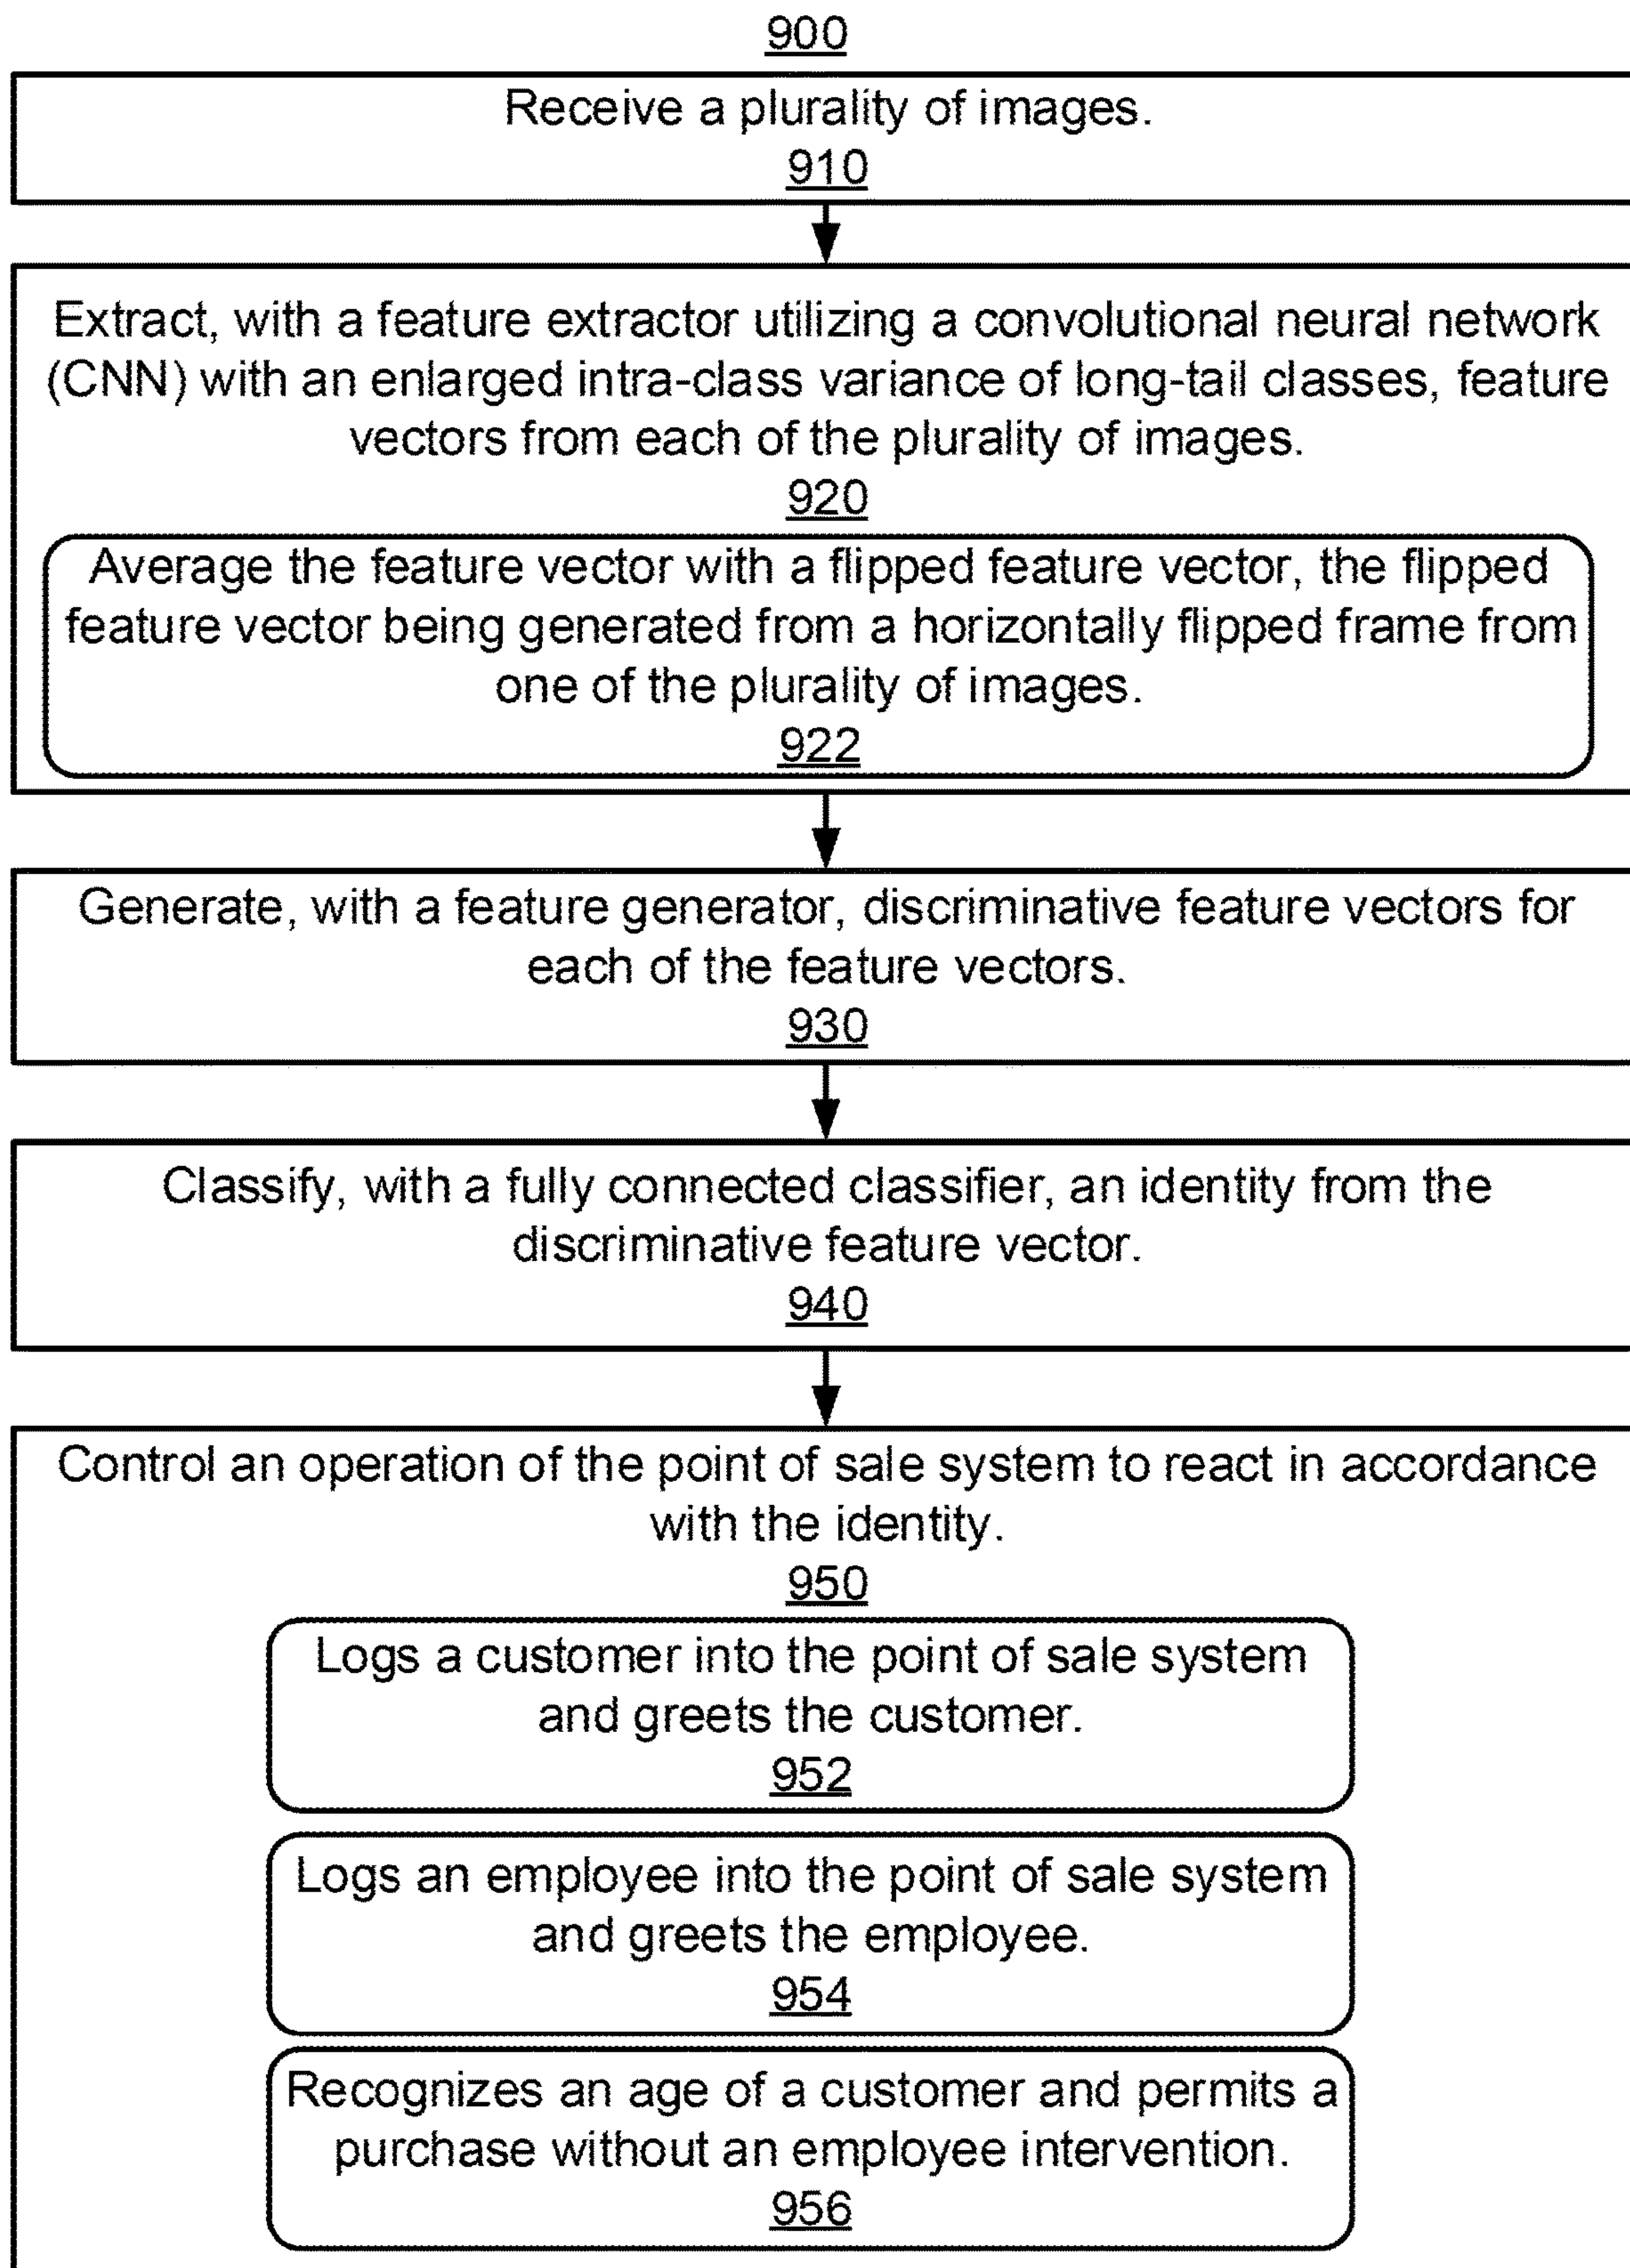 900
Receive a plurality of images.
910
Extract, with a feature extractor utilizing a convolutional neural network
(CNN) with an enlarged intra-class variance of long-tail classes, feature
vectors from each of the plurality of images.
920
Average the feature vector with a flipped feature vector, the flipped
feature vector being generated from a horizontally flipped frame from
one of the plurality of images.
922
Generate, with a feature generator, discriminative feature vectors for
each of the feature vectors.
930
Classify, with a fully connected classifier, an identity from the
discriminative feature vector.
940
Control an operation of the point of sale system to react in accordance
with the identity.
950
Logs a customer into the point of sale system
and greets the customer.
952
Logs an employee into the point of sale system
and greets the employee.
954
Recognizes an age of a customer and permits a
purchase without an employee intervention.
956